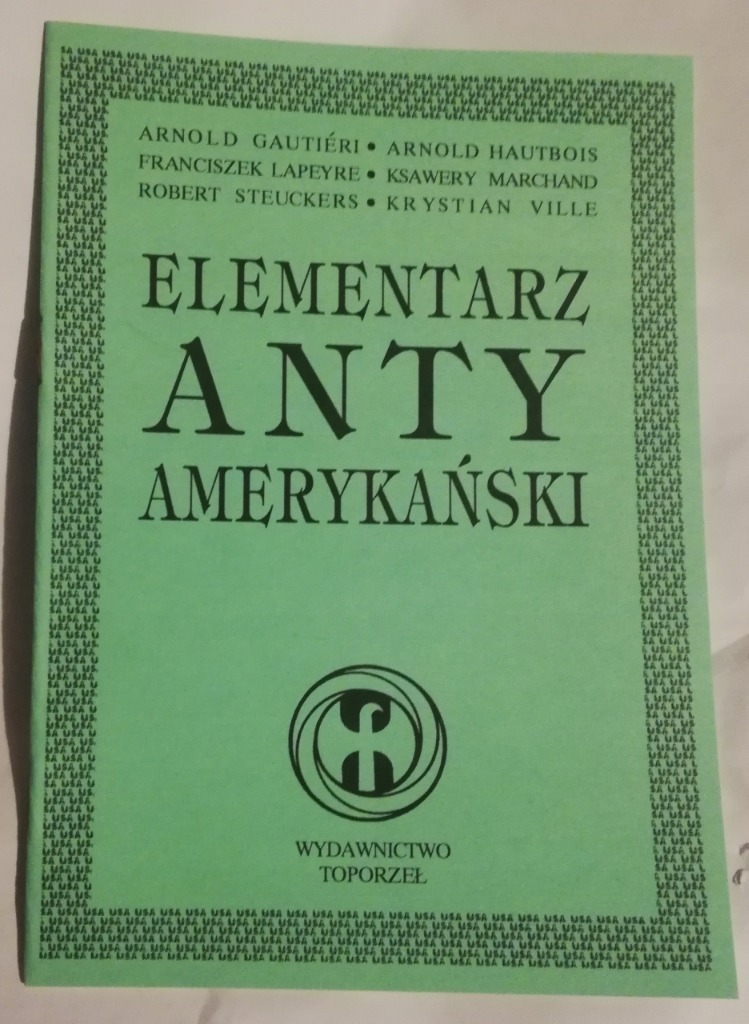 ARNOLD GAUTIÉRI • ARNOLD HAUTBOIS
FRANCISZEK LAPEYRE • KSAWERY MARCHAND
ROBERT STEUCKERS • KRYSTIAN VILLE
ELEMENTARZ
ANTY
AMERYKAŃSKI
WYDAWNICTWO
TOPORZEŁ